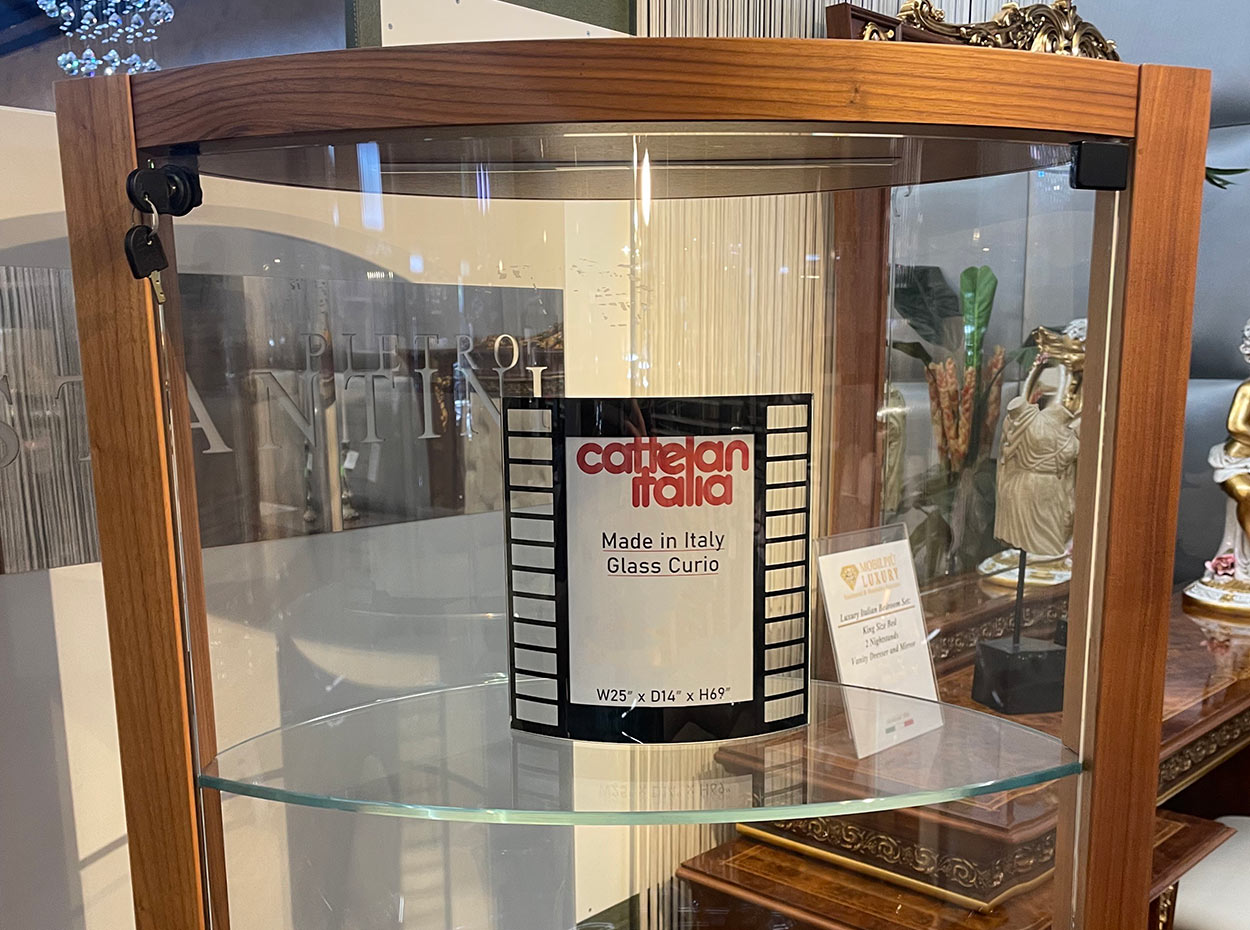 PIETRO
cattelan
italia
Made in Italy
Glass Curio
W25" x D14" x H69"
MOBILPIÙ
LUXURY
Luxury Italian Bedroom Set:
King Size Bed
2 Nightstands
Vanity Dresser and Mirror